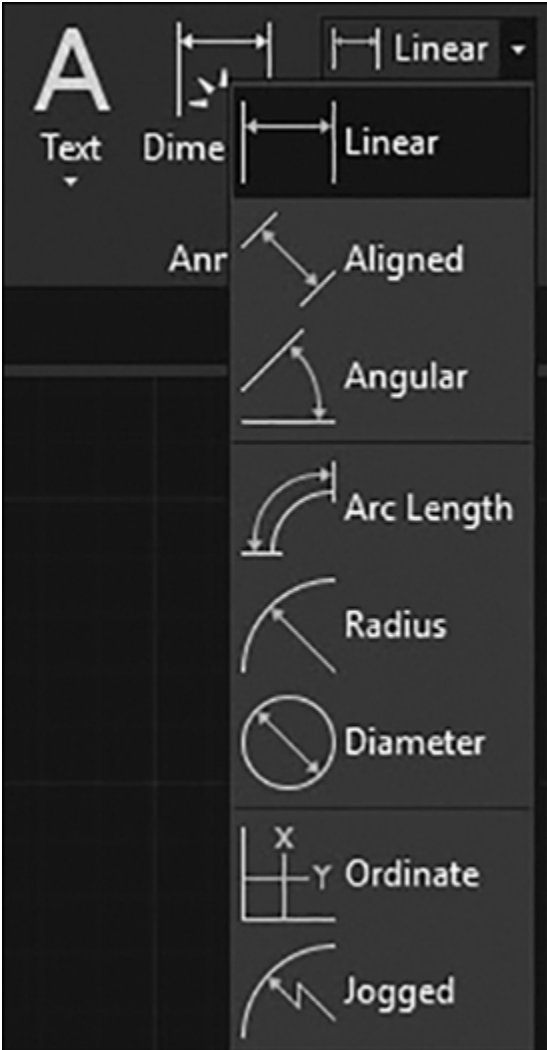 A
Text
Dime
Linear
Anr
Linear
Aligned
Angular
Arc Length
Radius
Diameter
X
Y
Ordinate
Jogged